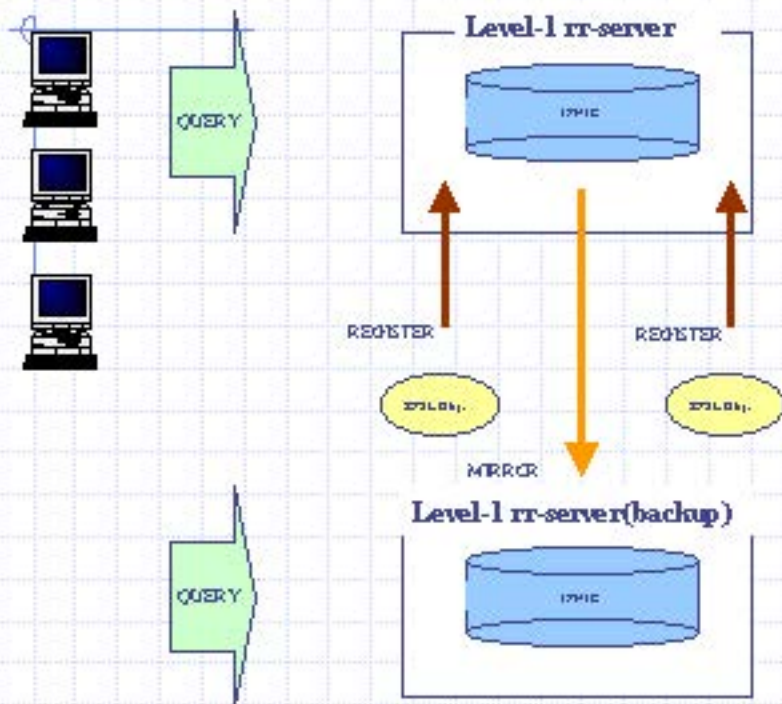 Level-1 rr-server
QUERY
REGISTER
REGISTER
MIRROR
Level-1 rr-server(backup)
QUERY